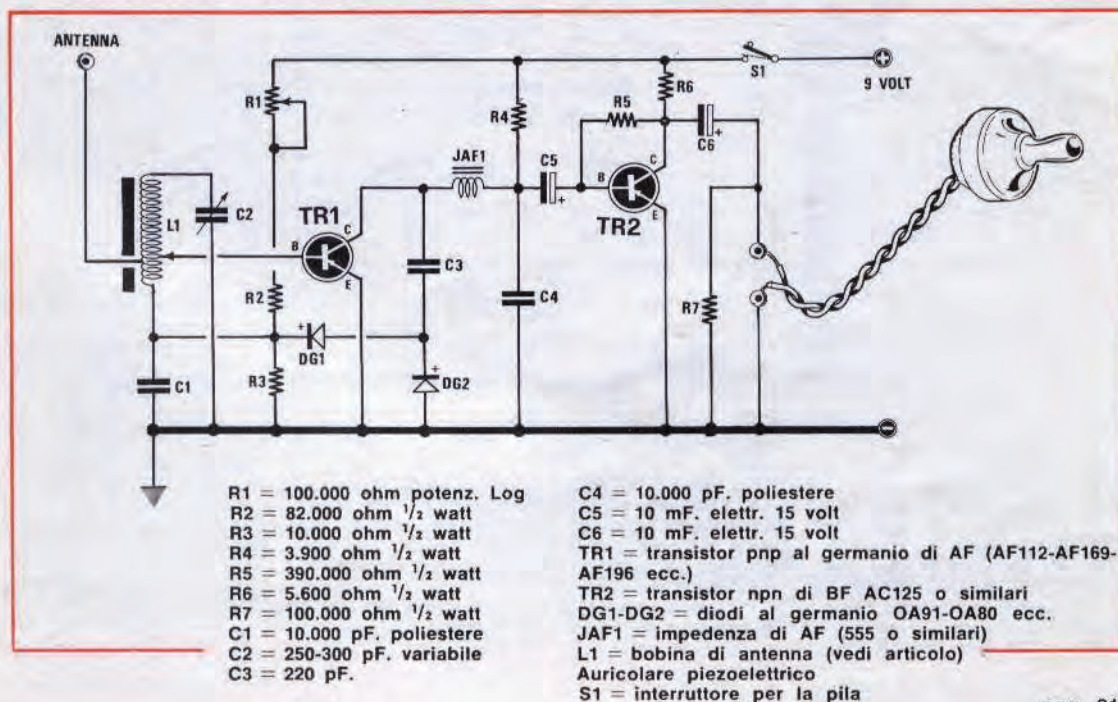 ANTENNA
S1
9 VOLT
R1
R6
R5
R4
C6
JAF1
C5
C
B
TR2
E
L1
C2
TR1
C
B
E
C3
C4
R7
R2
DG1
C1
R3
DG2
R1 = 100.000 ohm potenz. Log
R2 = 82.000 ohm 1/2 watt
R3 = 10.000 ohm 1/2 watt
R4 = 3.900 ohm 1/2 watt
R5 = 390.000 ohm 1/2 watt
R6 = 5.600 ohm 1/2 watt
R7 = 100.000 ohm 1/2 watt
C1 = 10.000 pF. poliestere
C2 = 250-300 pF. variabile
C3 = 220 pF.
C4 = 10.000 pF. poliestere
C5 = 10 mF. elettr. 15 volt
C6 = 10 mF. elettr. 15 volt
TR1 = transistor pnp al germanio di AF (AF112-AF169-
AF196 ecc.)
TR2 = transistor npn di BF AC125 o similari
DG1-DG2 = diodi al germanio OA91-OA80 ecc.
JAF1 = impedenza di AF (555 o similari)
L1 = bobina di antenna (vedi articolo)
Auricolare piezoelettrico
S1 = interruttore per la pila